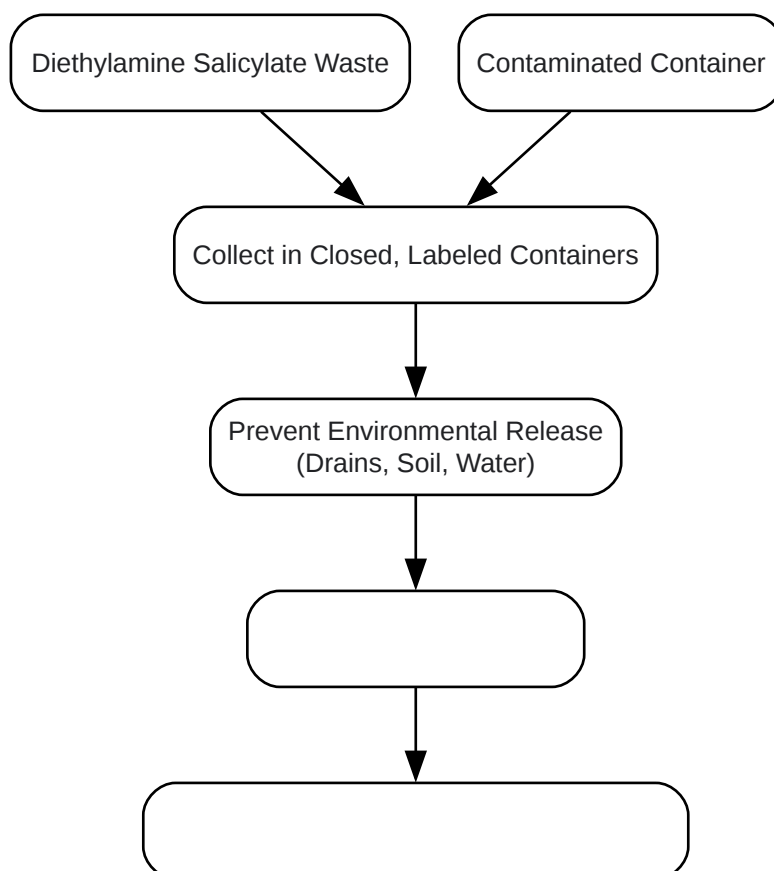 Diethylamine Salicylate Waste
Contaminated Container
Collect in Closed, Labeled Containers
Prevent Environmental Release
(Drains, Soil, Water)